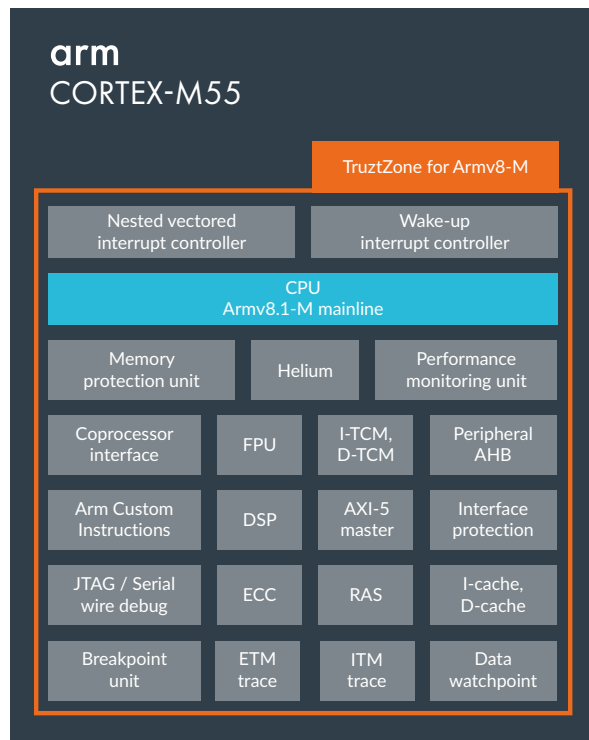 arm
CORTEX-M55
TruztZone for Armv8-M
Nested vectored
interrupt controller
Wake-up
interrupt controller
CPU
Armv8.1-M mainline
Memory
protection unit
Helium
Performance
monitoring unit
Coprocessor
interface
FPU
I-TCM,
D-TCM
Peripheral
AHB
Arm Custom
Instructions
DSP
AXI-5
master
Interface
protection
JTAG / Serial
wire debug
ECC
RAS
I-cache,
D-cache
Breakpoint
unit
ETM
trace
ITM
trace
Data
watchpoint